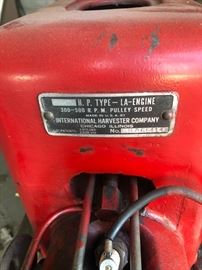 H. P. TYPE - LA-ENGINE
300-500 R. P. M. PULLEY SPEED
MADE IN U.S.A. BY
INTERNATIONAL HARVESTER COMPANY
CHICAGO ILLINOIS
No.